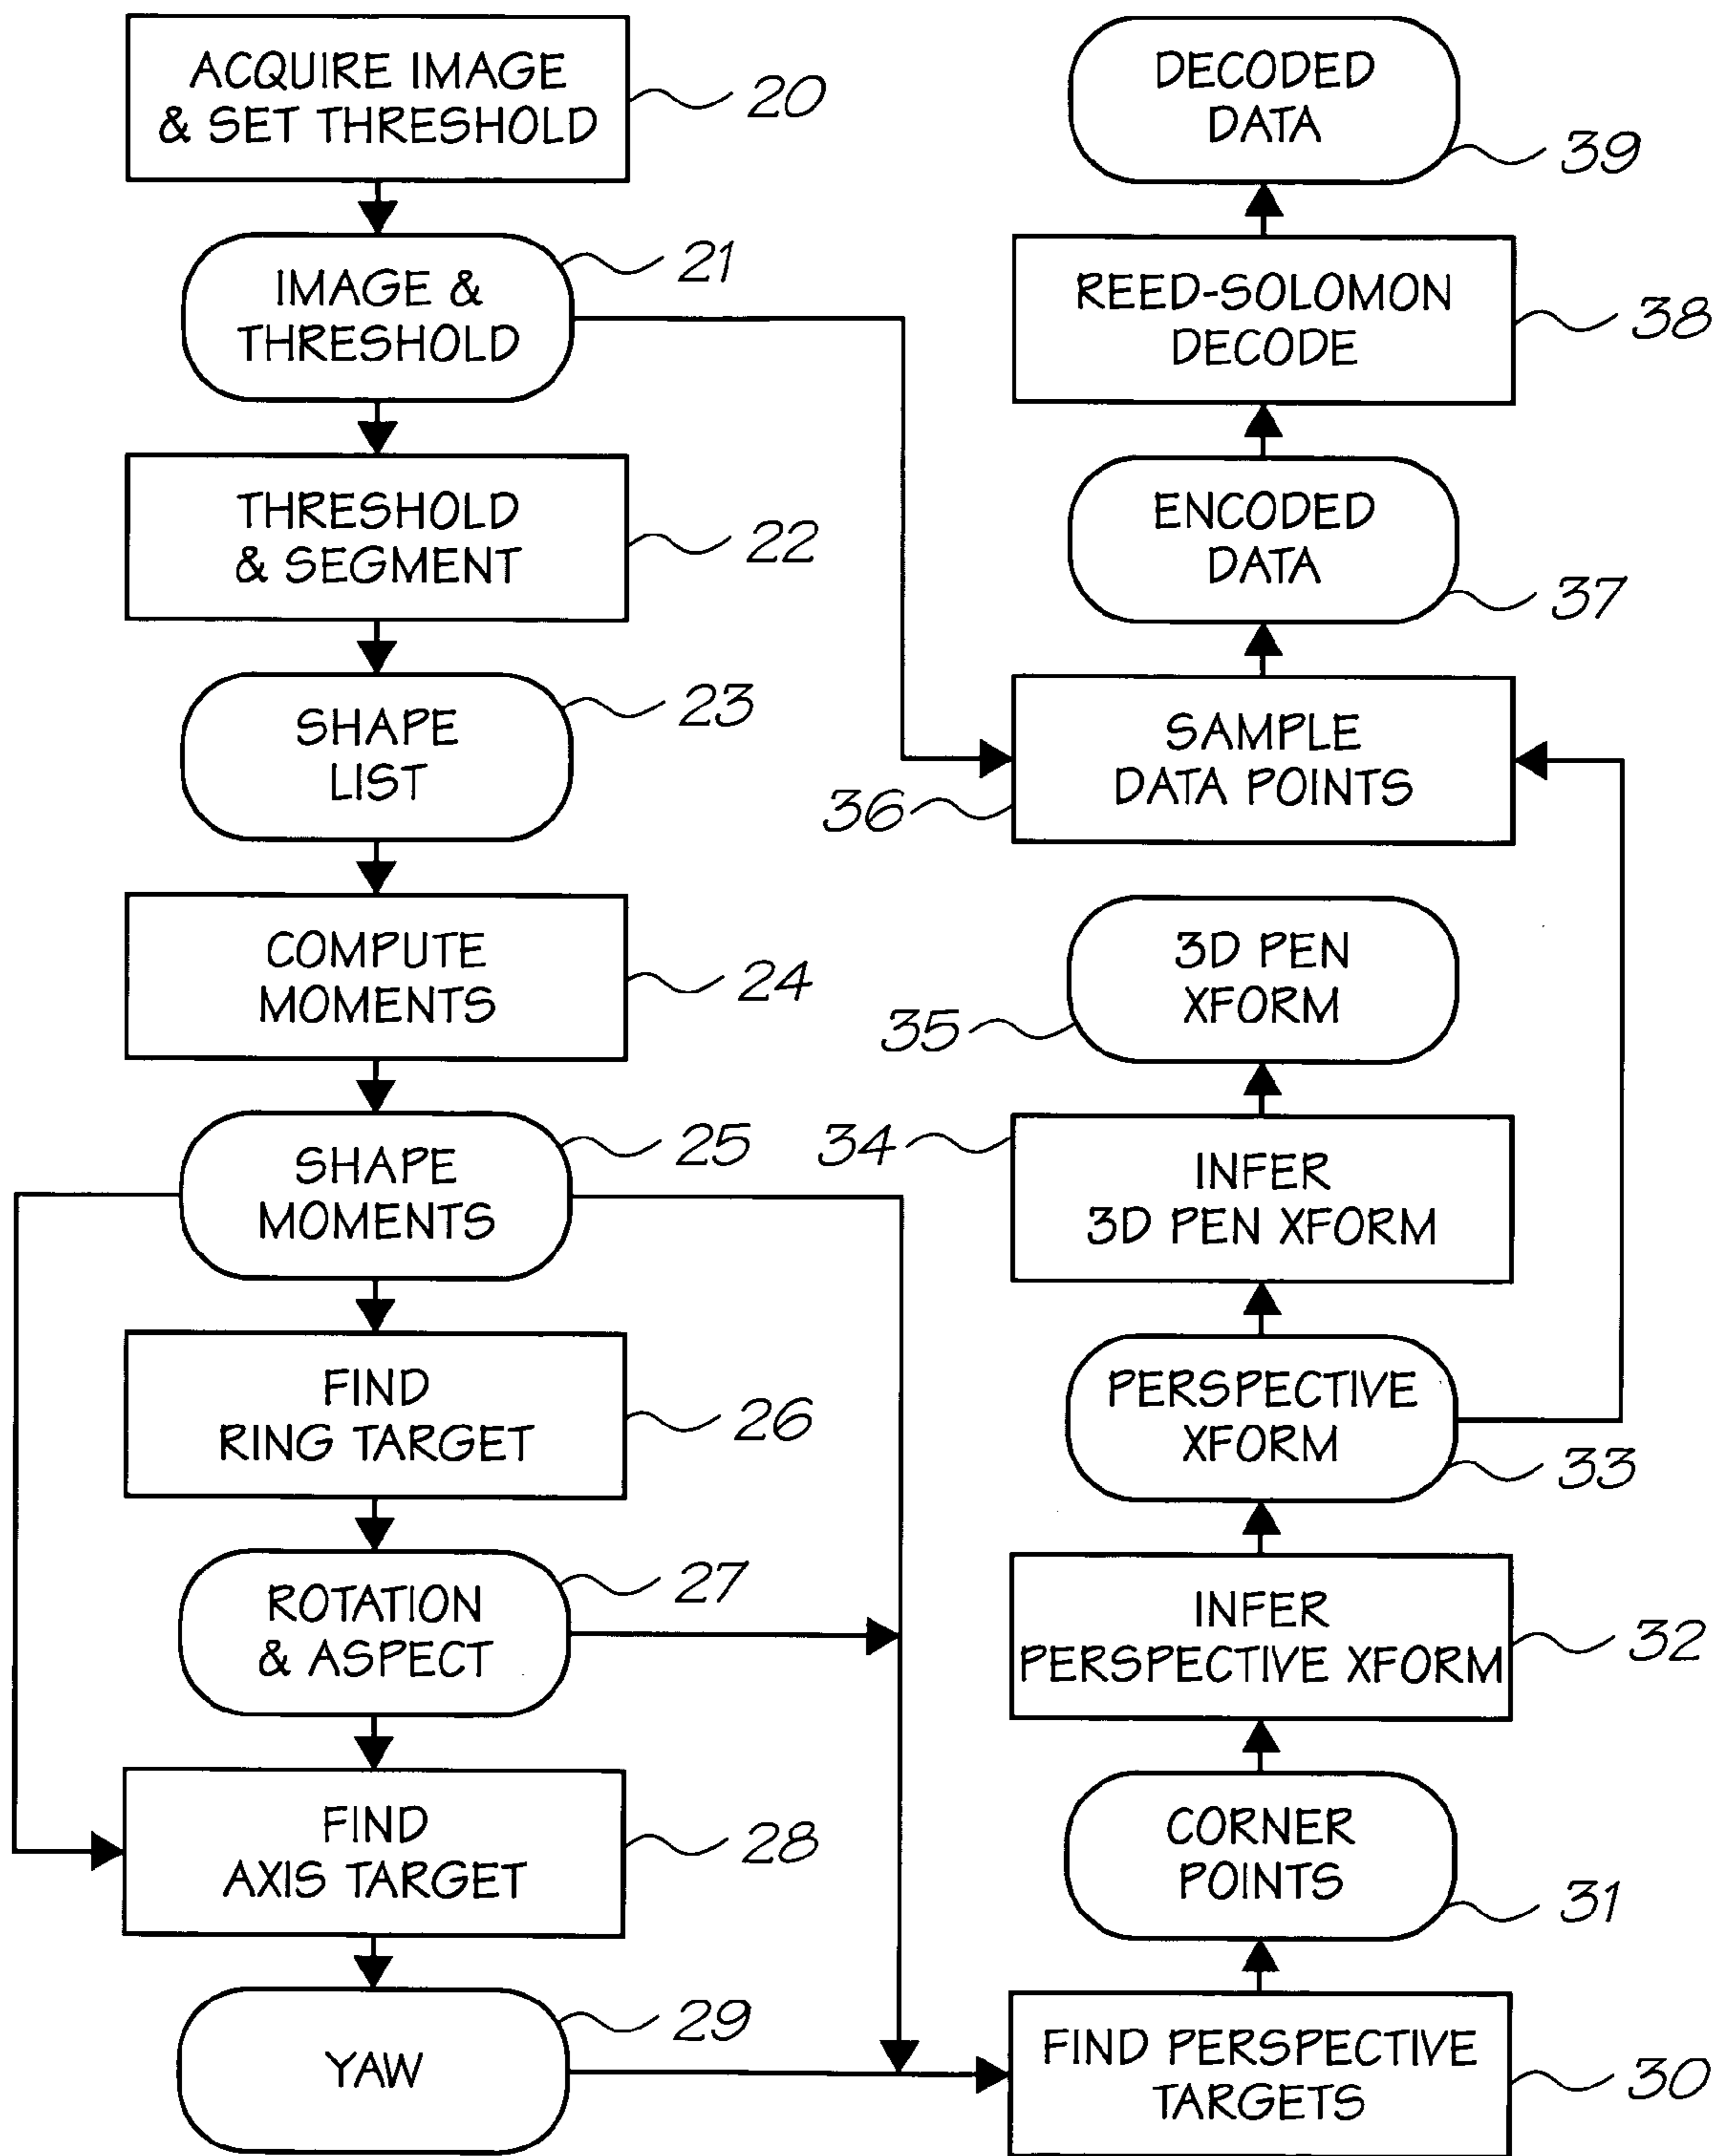 ACQUIRE IMAGE
& SET THRESHOLD
20
IMAGE &
THRESHOLD
21
THRESHOLD
& SEGMENT
22
SHAPE
LIST
23
COMPUTE
MOMENTS
24
SHAPE
MOMENTS
25
FIND
RING TARGET
26
ROTATION
& ASPECT
27
FIND
AXIS TARGET
28
YAW
29
FIND PERSPECTIVE
TARGETS
30
CORNER
POINTS
31
INFER
PERSPECTIVE XFORM
32
PERSPECTIVE
XFORM
33
INFER
3D PEN XFORM
34
3D PEN
XFORM
35
SAMPLE
DATA POINTS
36
ENCODED
DATA
37
REED-SOLOMON
DECODE
38
DECODED
DATA
39